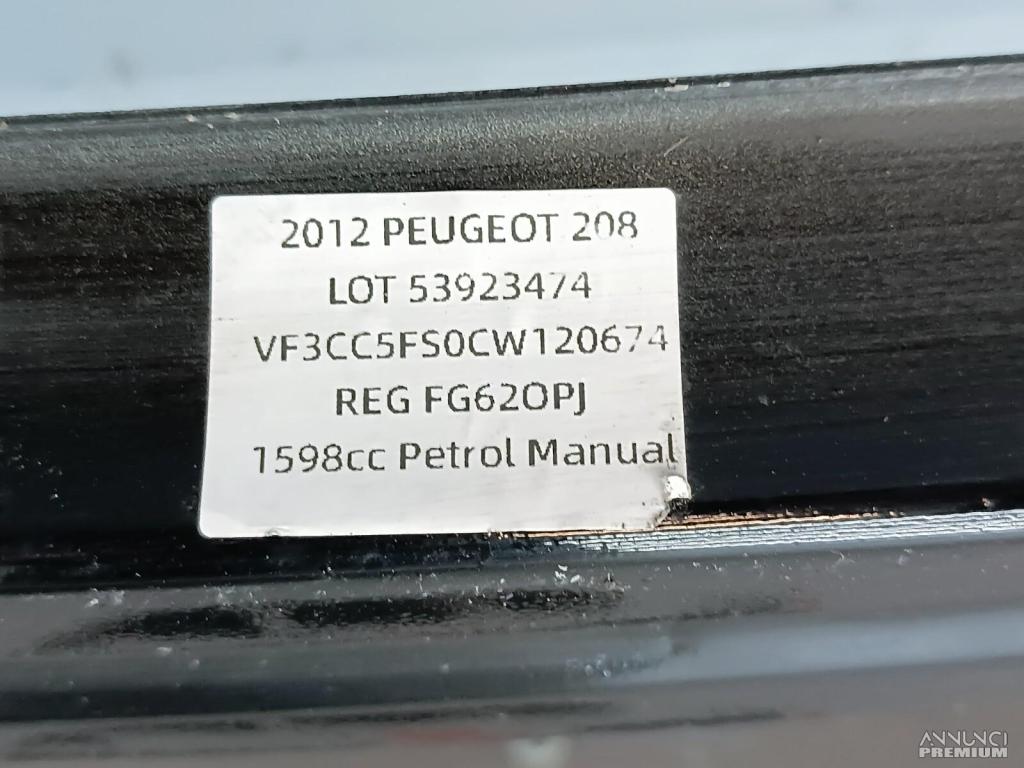 2012 PEUGEOT 208
LOT 53923474
VF3CC5FS0CW120674
REG FG62OPJ
1598cc Petrol Manual
ANNUNCI
PREMIUM